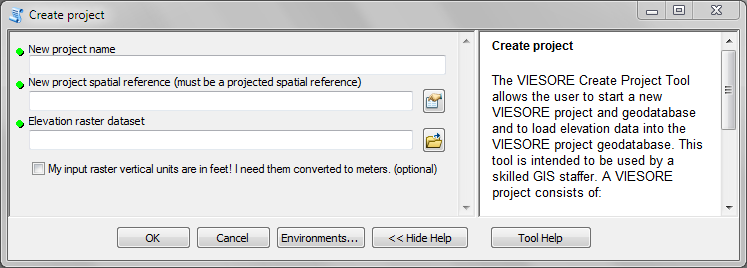 Create project
New project name
New project spatial reference (must be a projected spatial reference)
Elevation raster dataset
My input raster vertical units are in feet! I need them converted to meters. (optional)
Create project
The VIESORE Create Project Tool
allows the user to start a new
VIESORE project and geodatabase
and to load elevation data into the
VIESORE project geodatabase. This
tool is intended to be used by a
skilled GIS staffer. A VIESORE
project consists of:
OK
Cancel
Environments...
<< Hide Help
Tool Help